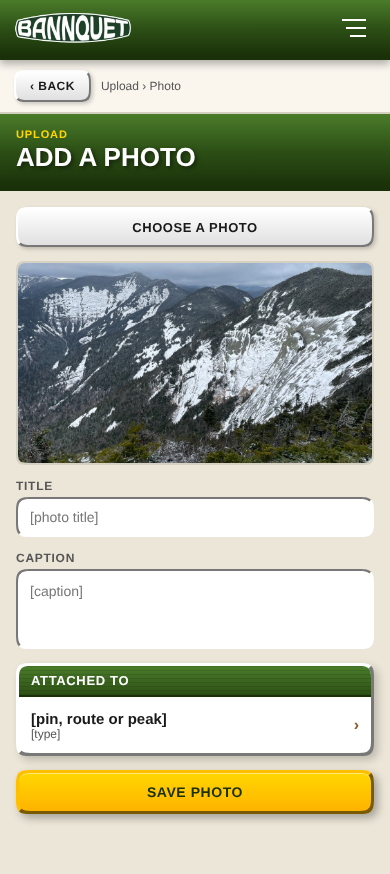 BANNQUET
‹ BACK
Upload › Photo
UPLOAD
ADD A PHOTO
CHOOSE A PHOTO
TITLE
[photo title]
CAPTION
[caption]
ATTACHED TO
[pin, route or peak]
[type]
›
SAVE PHOTO